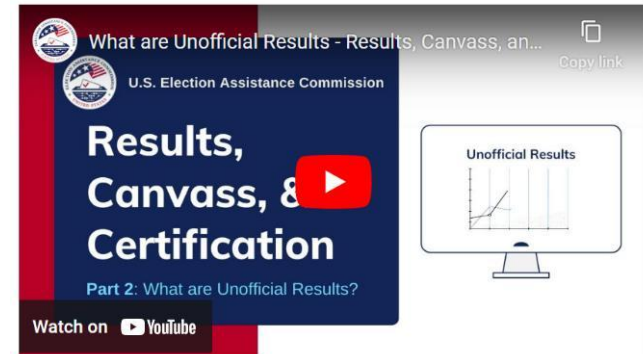 What are Unofficial Results - Results, Canvass, an...
Copy link
U.S. Election Assistance Commission
Results,
Canvass, &
Certification
Part 2: What are Unofficial Results?
Unofficial Results
Watch on YouTube